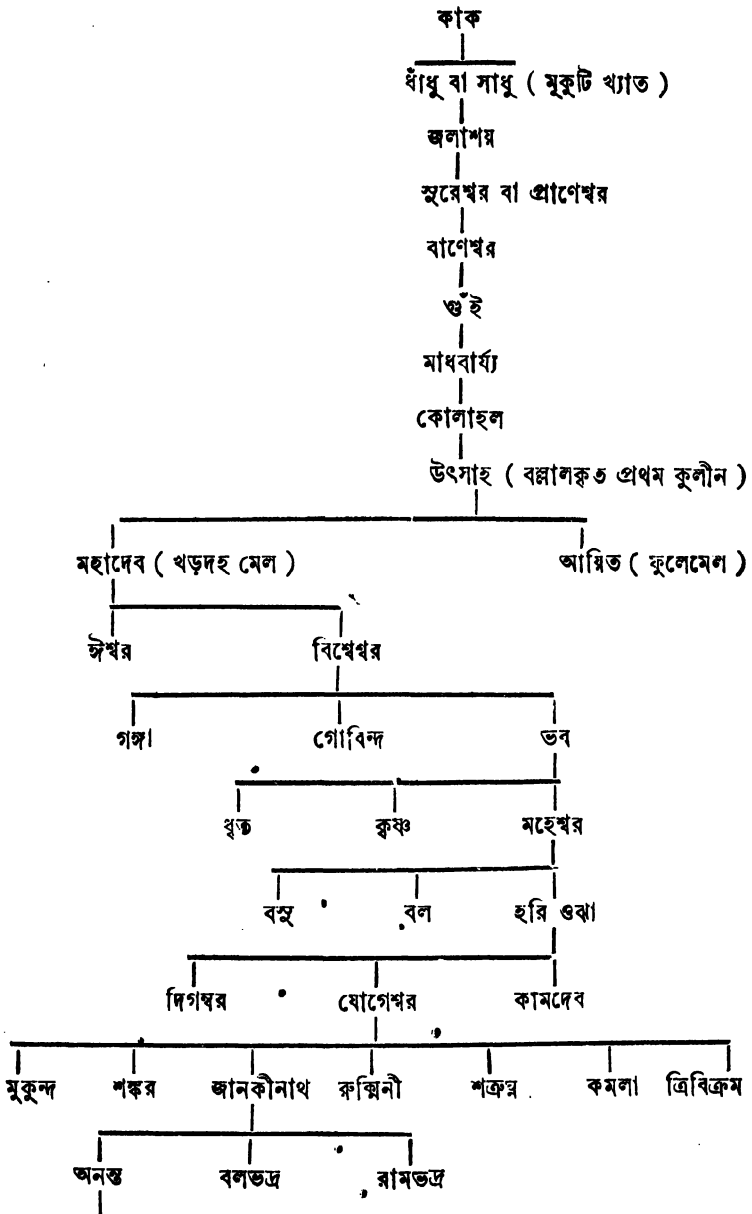 কাক
ধাঁধু বা সাধু ( মূকুটি খ্যাত )
জলাশয়
সুরেশ্বর বা প্রাণেশ্বর
বাণেশ্বর
গুঁই
মাধবার্য্য
কোলাহল
উৎসাহ ( বল্লালকৃত প্রথম কুলীন )
মহাদেব ( খড়দহ মেল ) আয়িত ( ফুলেমেল )
ঈশ্বর বিশ্বেশ্বর
গঙ্গা গোবিন্দ ভব
ধৃত কৃষ্ণ মহেশ্বর
বসু বল হরি ওঝা
দিগম্বর যোগেশ্বর কামদেব
মুকুন্দ শঙ্কর জানকীনাথ রুক্মিনী শত্রুঘ্ন কমলা ত্রিবিক্রম
অনন্ত বলভদ্র রামভদ্র